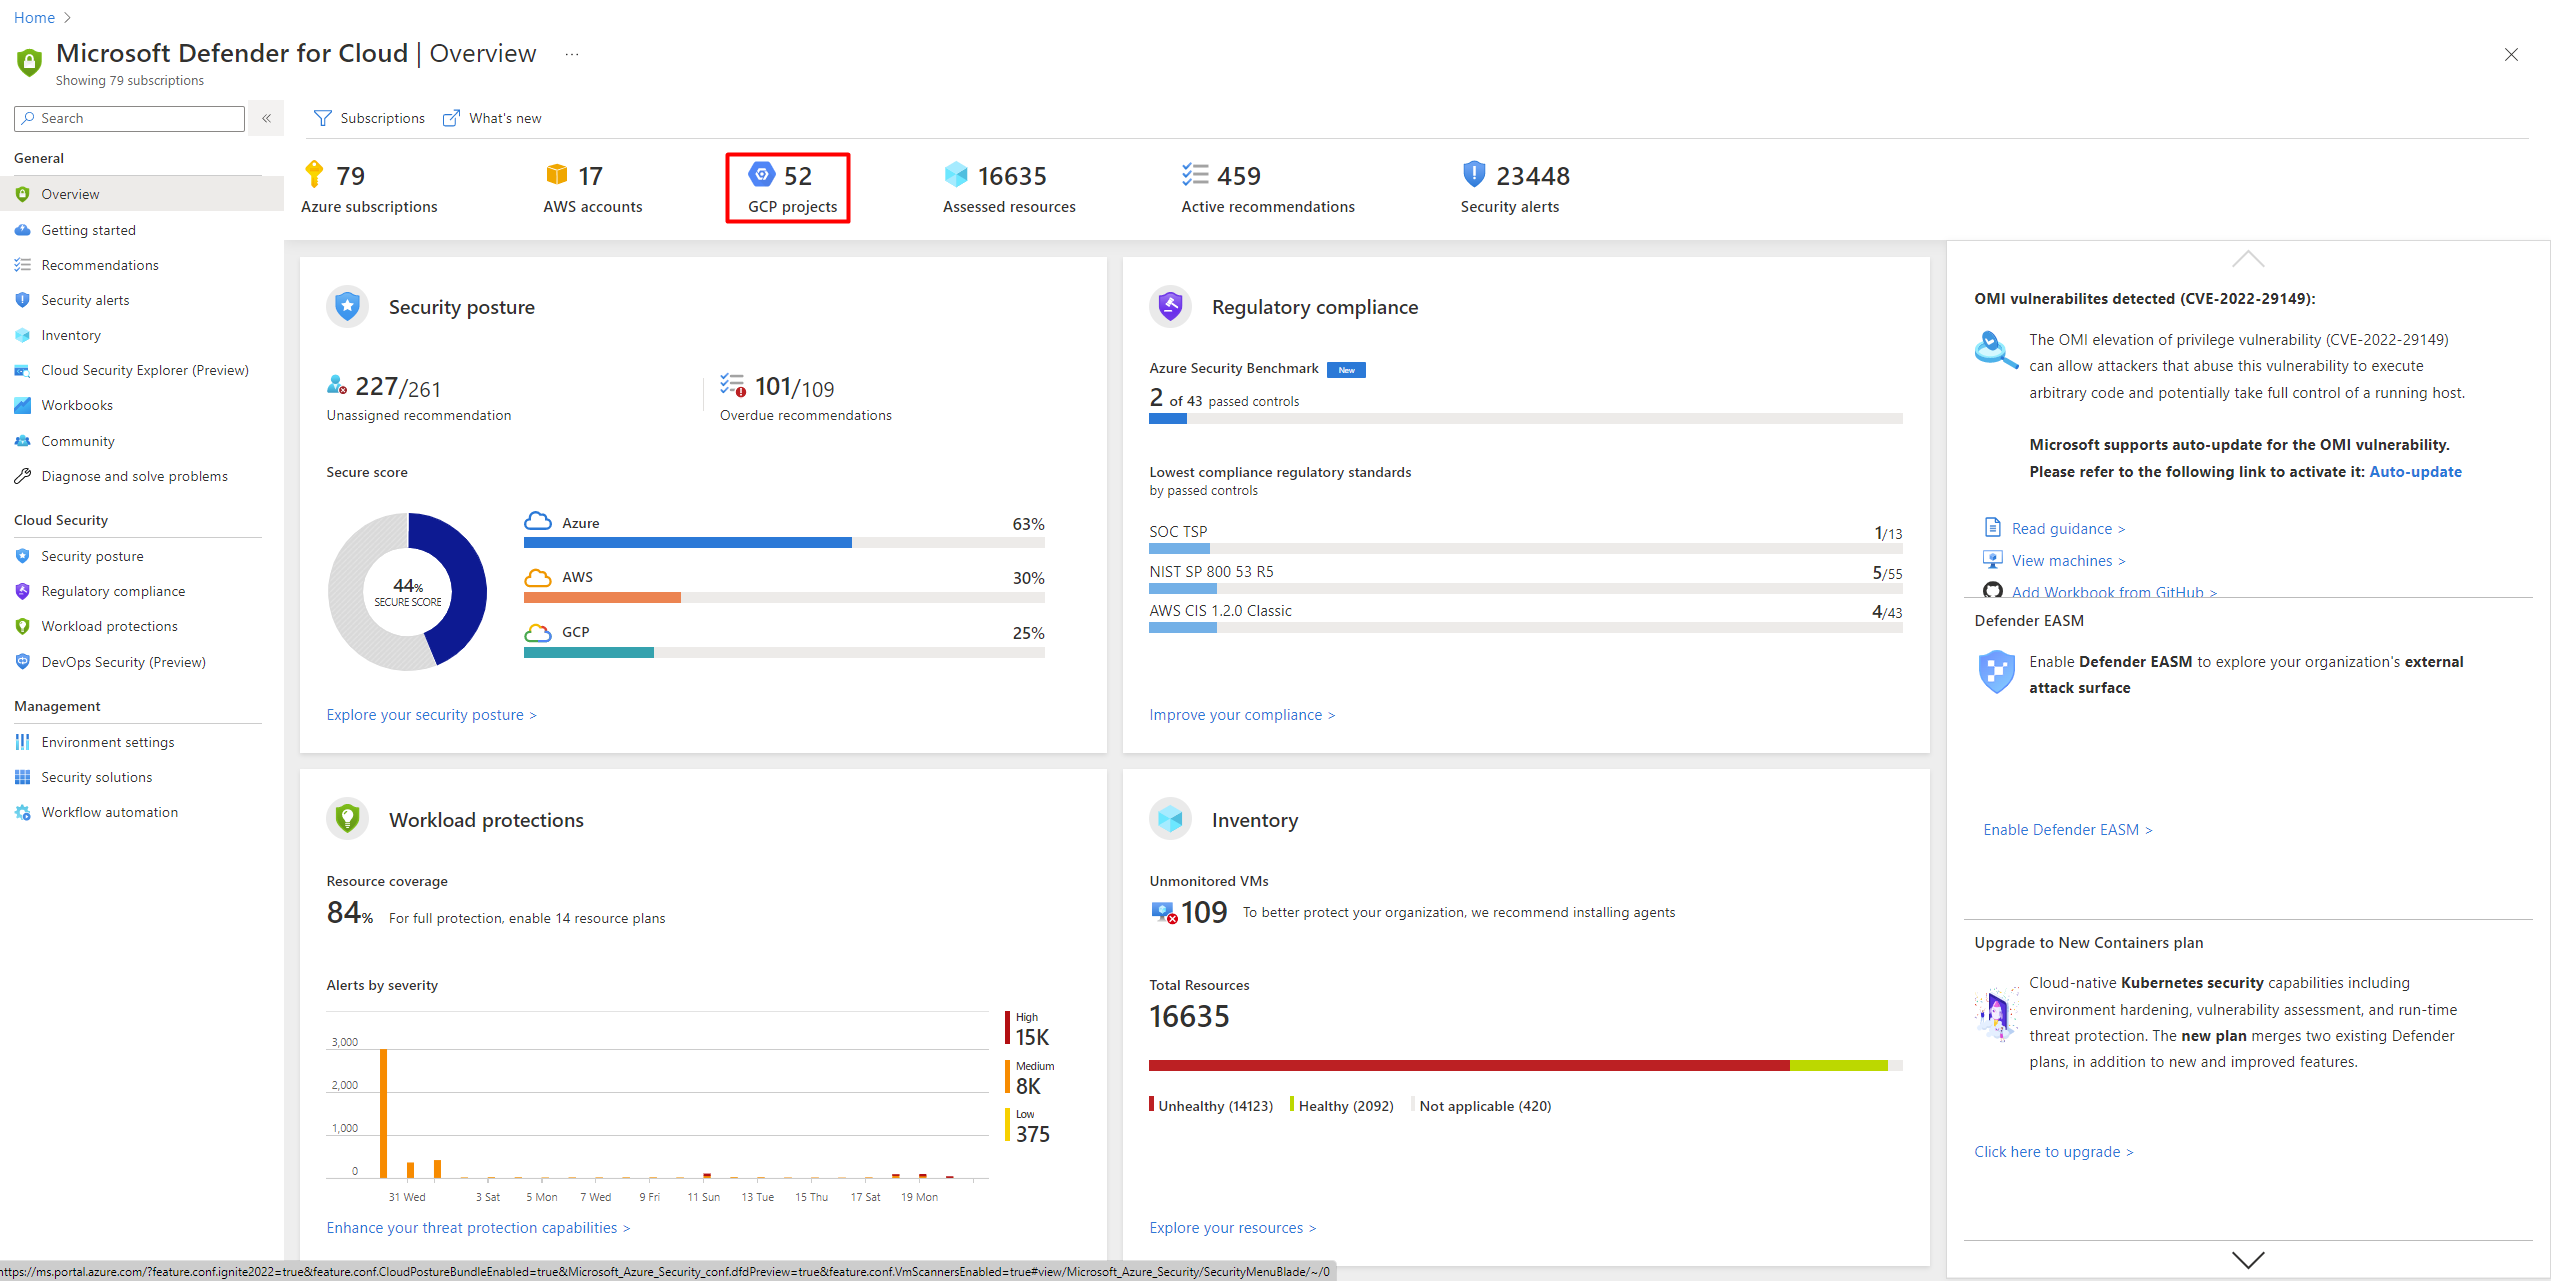 Home >
Microsoft Defender for Cloud | Overview ...
Showing 79 subscriptions
Search
«
Subscriptions
What's new
General
Overview
Getting started
Recommendations
Security alerts
Inventory
Cloud Security Explorer (Preview)
Workbooks
Community
Diagnose and solve problems
Cloud Security
Security posture
Regulatory compliance
Workload protections
DevOps Security (Preview)
Management
Environment settings
Security solutions
Workflow automation
79
Azure subscriptions
17
AWS accounts
52
GCP projects
16635
Assessed resources
459
Active recommendations
23448
Security alerts
Security posture
227/261
Unassigned recommendation
101/109
Overdue recommendations
Secure score
44%
SECURE SCORE
Azure 63%
AWS 30%
GCP 25%
Explore your security posture >
Regulatory compliance
Azure Security Benchmark New
2 of 43 passed controls
Lowest compliance regulatory standards
by passed controls
SOC TSP 1/13
NIST SP 800 53 R5 5/55
AWS CIS 1.2.0 Classic 4/43
Improve your compliance >
Workload protections
Resource coverage
84% For full protection, enable 14 resource plans
Alerts by severity
3,000
2,000
1,000
0
31 Wed 3 Sat 5 Mon 7 Wed 9 Fri 11 Sun 13 Tue 15 Thu 17 Sat 19 Mon
High
15K
Medium
8K
Low
375
Enhance your threat protection capabilities >
Inventory
Unmonitored VMs
109 To better protect your organization, we recommend installing agents
Total Resources
16635
Unhealthy (14123) Healthy (2092) Not applicable (420)
Explore your resources >
OMI vulnerabilites detected (CVE-2022-29149):
The OMI elevation of privilege vulnerability (CVE-2022-29149)
can allow attackers that abuse this vulnerability to execute
arbitrary code and potentially take full control of a running host.
Microsoft supports auto-update for the OMI vulnerability.
Please refer to the following link to activate it: Auto-update
Read guidance >
View machines >
Add Workbook from GitHub >
Defender EASM
Enable Defender EASM to explore your organization's external
attack surface
Enable Defender EASM >
Upgrade to New Containers plan
Cloud-native Kubernetes security capabilities including
environment hardening, vulnerability assessment, and run-time
threat protection. The new plan merges two existing Defender
plans, in addition to new and improved features.
Click here to upgrade >
https://ms.portal.azure.com/?feature.conf.ignite2022=true&feature.conf.CloudPostureBundleEnabled=true&Microsoft_Azure_Security_conf.dfdPreview=true&feature.conf.VmScannersEnabled=true#view/Microsoft_Azure_Security/SecurityMenuBlade/~/0